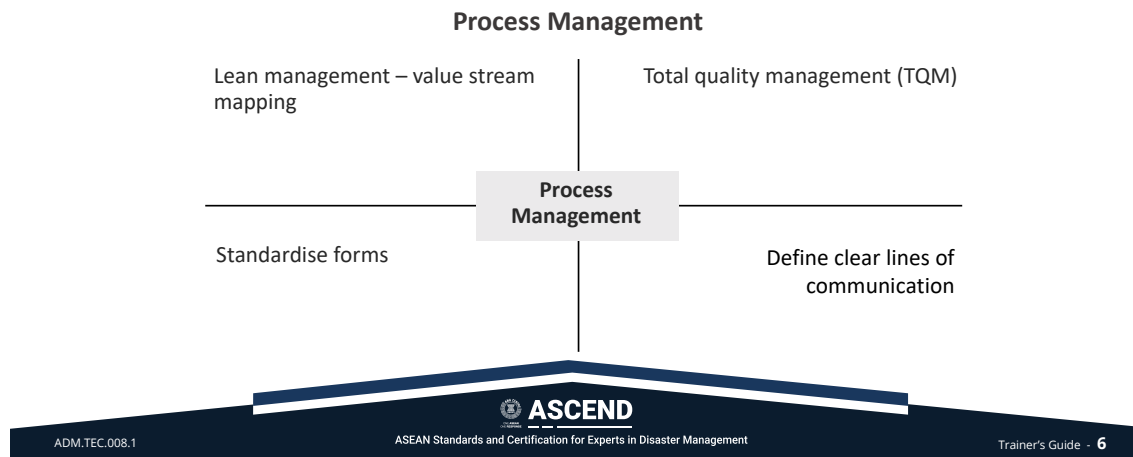 Process Management
Lean management – value stream
mapping
Total quality management (TQM)
Process
Management
Standardise forms
Define clear lines of
communication
ASCEND
ASEAN Standards and Certification for Experts in Disaster Management
ADM.TEC.008.1
Trainer's Guide - 6